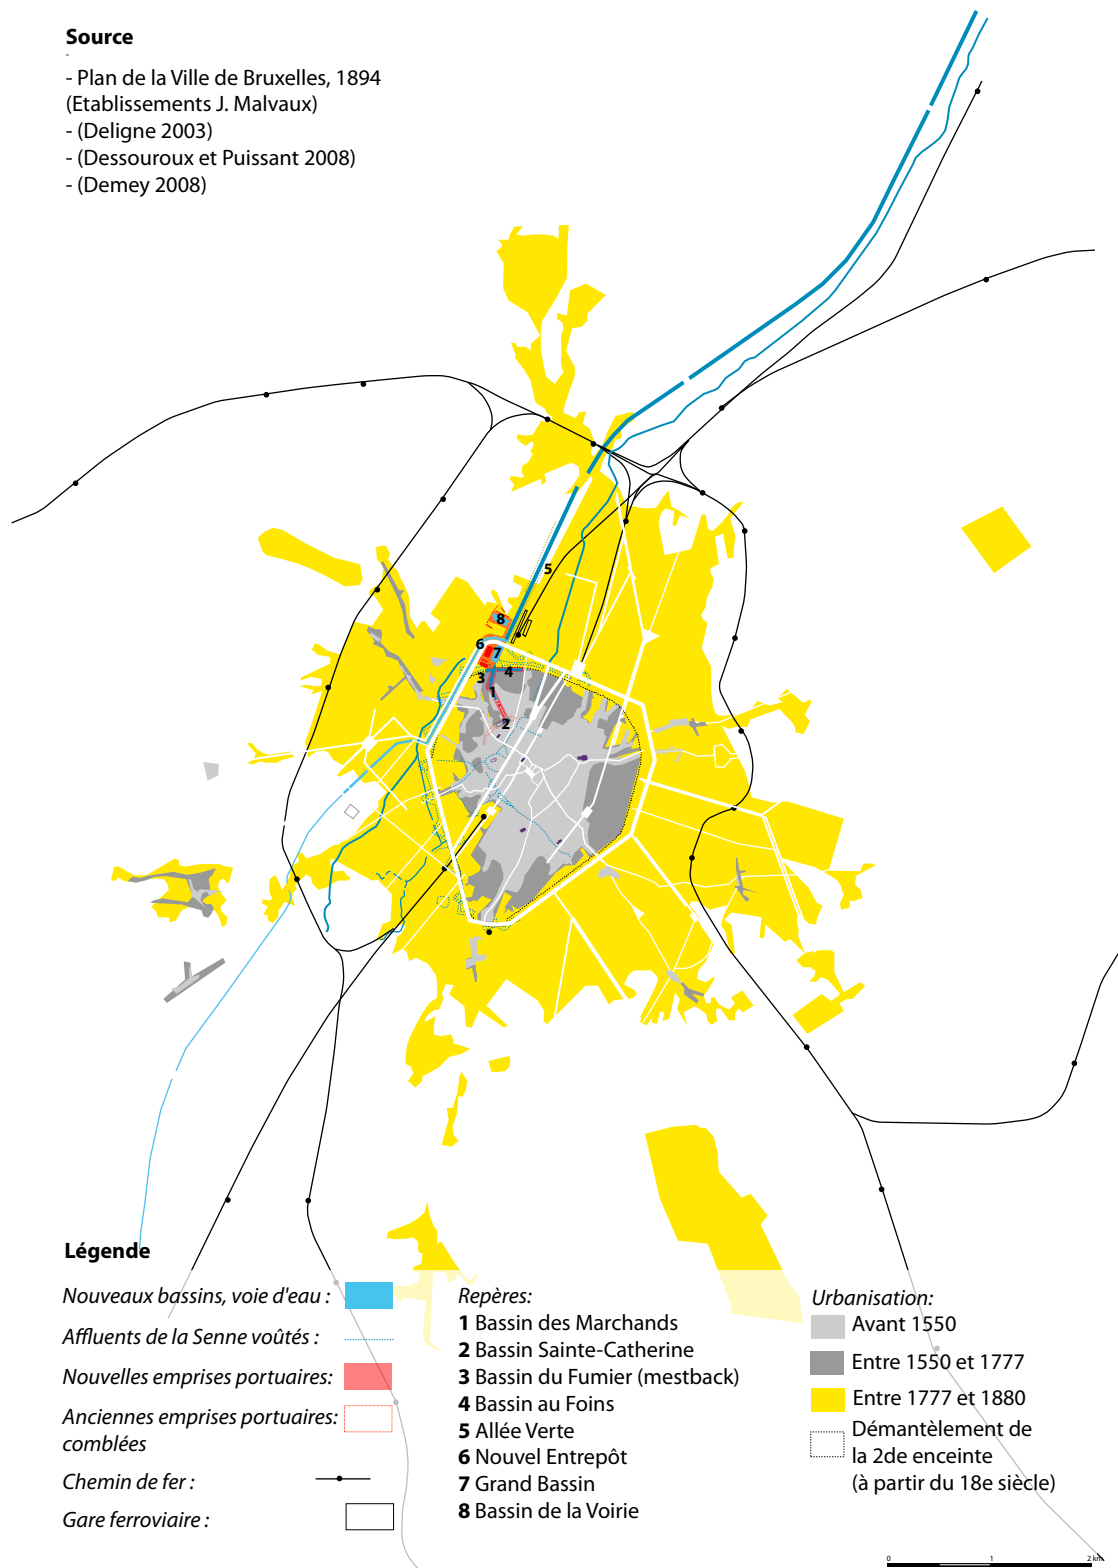 Source
-
- Plan de la Ville de Bruxelles, 1894
(Etablissements J. Malvaux)
- (Deligne 2003)
- (Dessouroux et Puissant 2008)
- (Demey 2008)
5
8
6
7
3
4
1
2
Légende
Nouveaux bassins, voie d'eau :
Affluents de la Senne voûtés :
Nouvelles emprises portuaires:
Anciennes emprises portuaires:
comblées
Chemin de fer :
Gare ferroviaire :
Repères:
1 Bassin des Marchands
2 Bassin Sainte-Catherine
3 Bassin du Fumier (mestback)
4 Bassin au Foins
5 Allée Verte
6 Nouvel Entrepôt
7 Grand Bassin
8 Bassin de la Voirie
Urbanisation:
Avant 1550
Entre 1550 et 1777
Entre 1777 et 1880
Démantèlement de
la 2de enceinte
(à partir du 18e siècle)
0 1 2 km